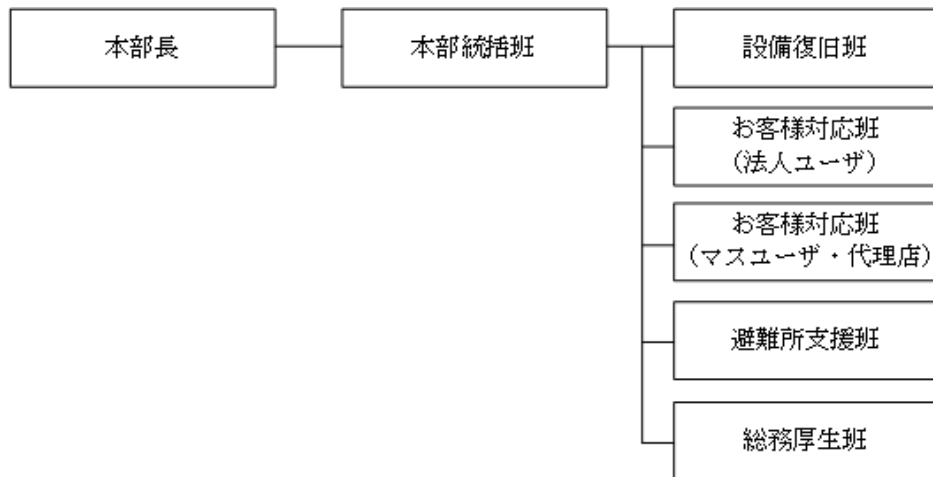 本部長
本部統括班
設備復旧班
お客様対応班
(法人ユーザ)
お客様対応班
(マスユーザ・代理店)
避難所支援班
総務厚生班